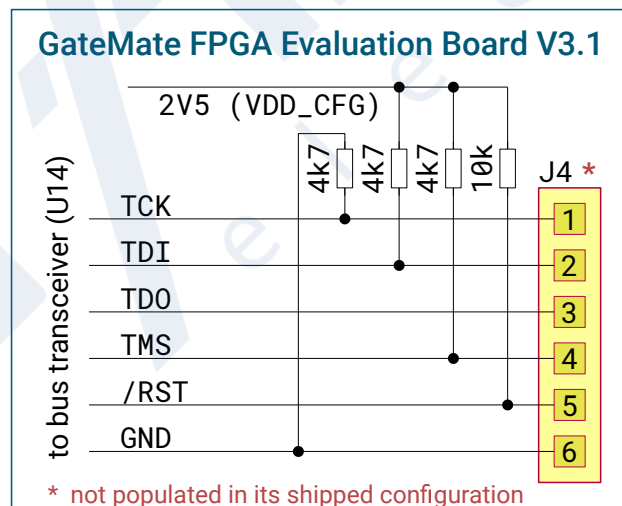 GateMate FPGA Evaluation Board V3.1
2V5 (VDD_CFG)
4k7
4k7
4k7
10k
J4 *
to bus transceiver (U14)
TCK
1
TDI
2
TDO
3
TMS
4
/RST
5
GND
6
* not populated in its shipped configuration